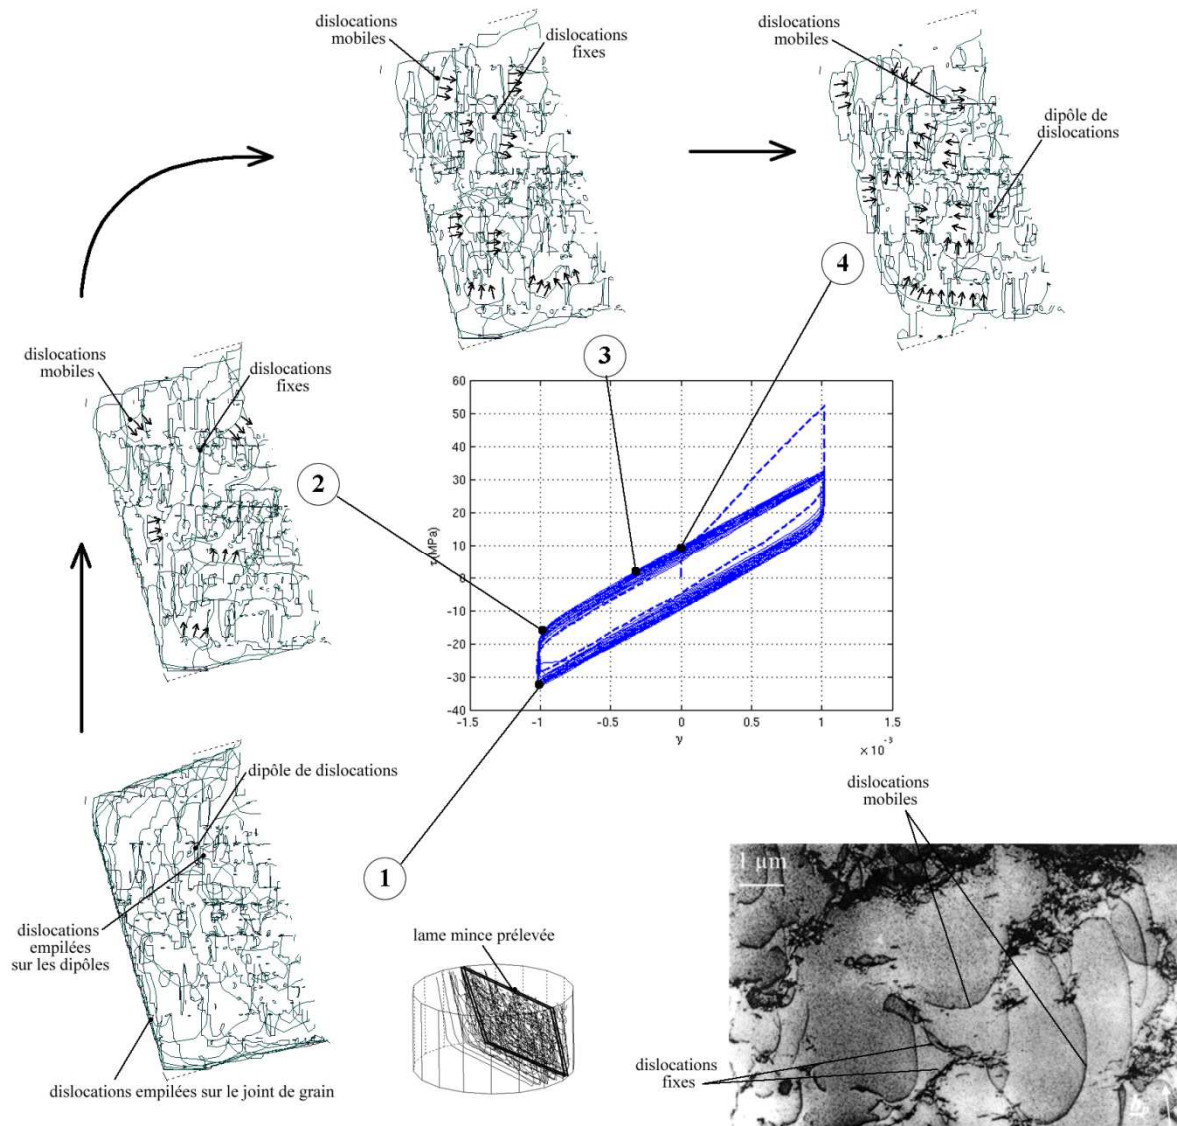 dislocations
mobiles
dislocations
fixes
dislocations
mobiles
dipôle de
dislocations
dislocations
mobiles
dislocations
fixes
3
4
2
60
50
40
30
20
10
0
-10
-20
-30
-40
τ(MPa)
-1.5
-1
-0.5
0
0.5
1
1.5
γ
×10⁻³
dipôle de dislocations
dislocations
empilées
sur les dipôles
dislocations empilées sur le joint de grain
1
lame mince prélevée
dislocations
mobiles
1 µm
dislocations
fixes